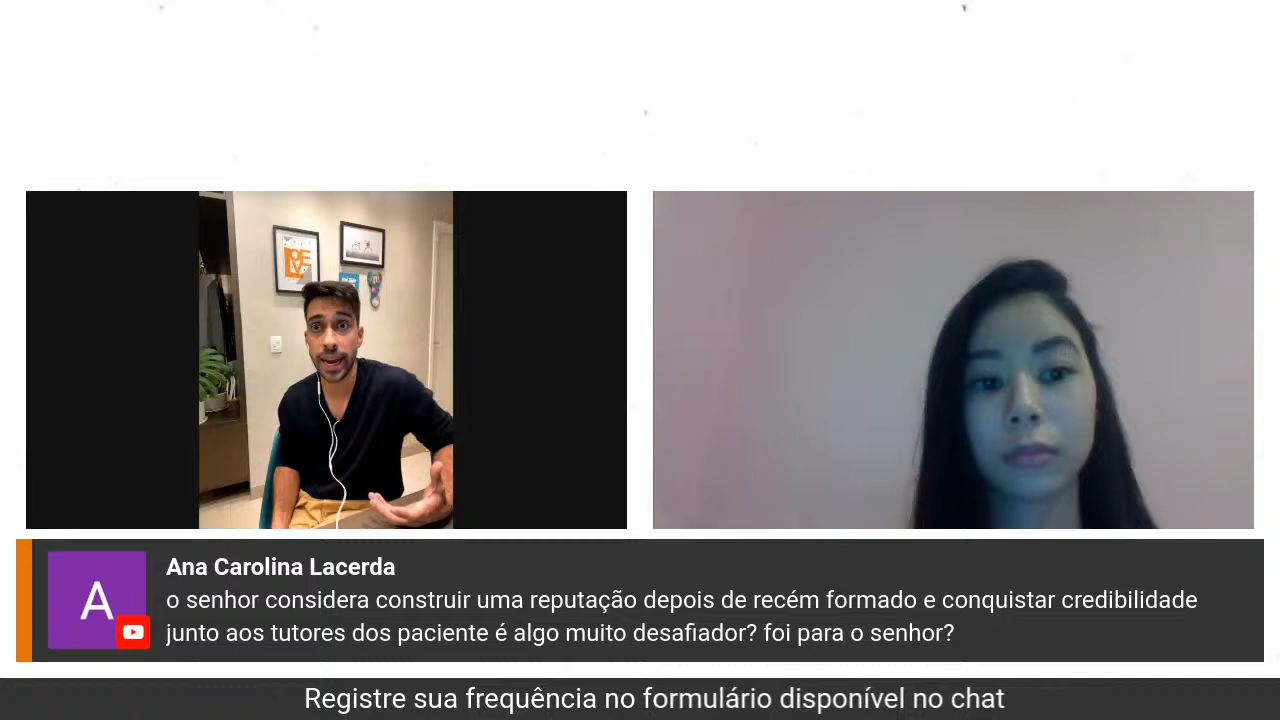 Ana Carolina Lacerda
A
o senhor considera construir uma reputação depois de recém formado e conquistar credibilidade
junto aos tutores dos paciente é algo muito desafiador? foi para o senhor?
Registre sua frequência no formulário disponível no chat